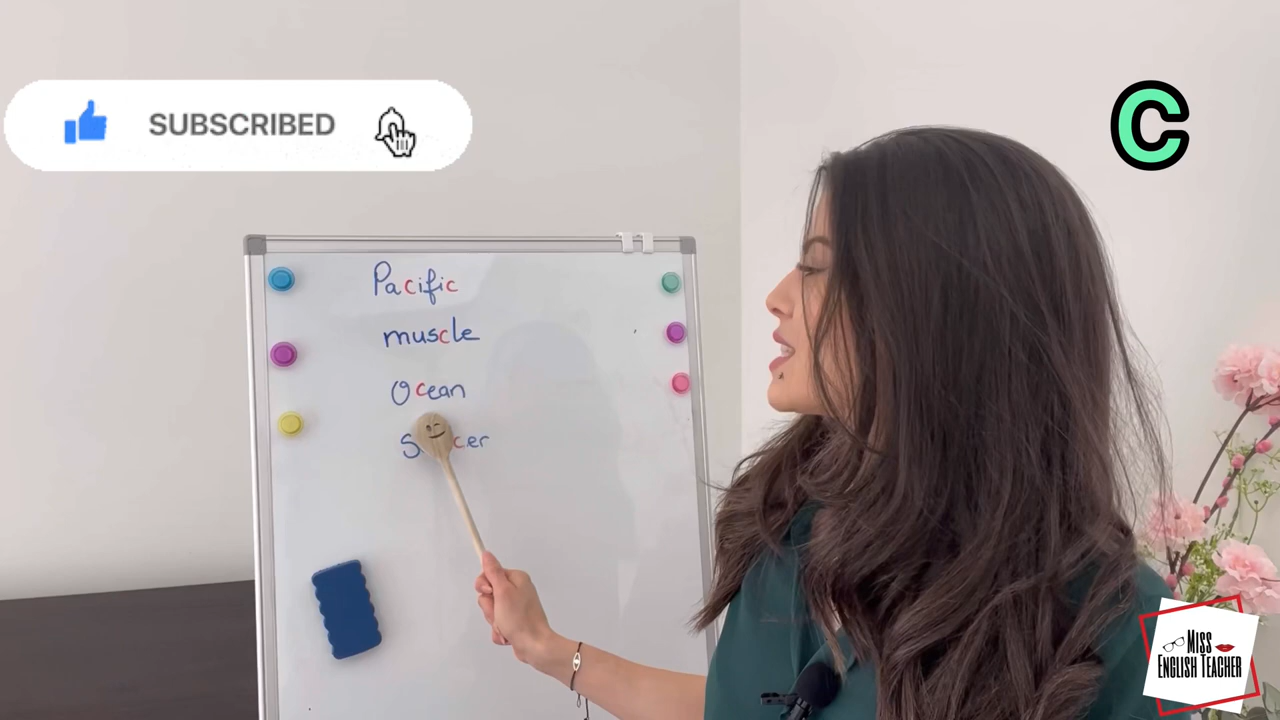 SUBSCRIBED
C
Pacific
muscle
Ocean
MISS
ENGLISH TEACHER